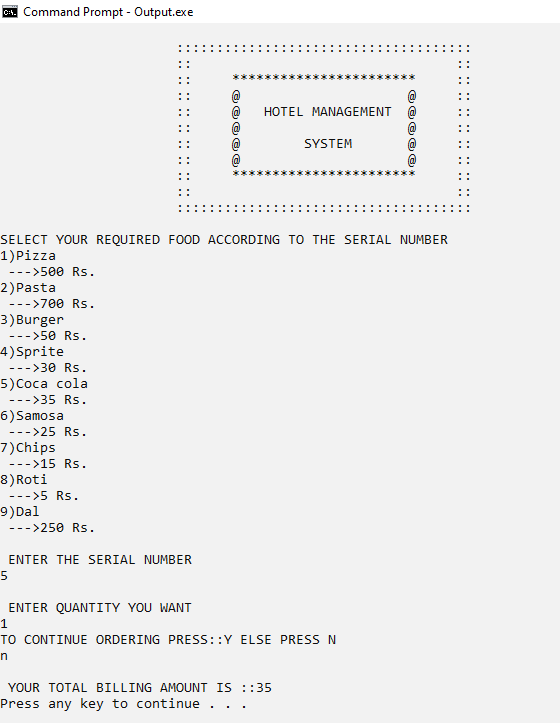 Command Prompt - Output.exe
:::::::::::::::::::::::::::::::::::::
:: ::
:: *********************** ::
:: @ @ ::
:: @ HOTEL MANAGEMENT @ ::
:: @ @ ::
:: @ SYSTEM @ ::
:: @ @ ::
:: *********************** ::
:: ::
:::::::::::::::::::::::::::::::::::::
SELECT YOUR REQUIRED FOOD ACCORDING TO THE SERIAL NUMBER
1)Pizza
--->500 Rs.
2)Pasta
--->700 Rs.
3)Burger
--->50 Rs.
4)Sprite
--->30 Rs.
5)Coca cola
--->35 Rs.
6)Samosa
--->25 Rs.
7)Chips
--->15 Rs.
8)Roti
--->5 Rs.
9)Dal
--->250 Rs.
ENTER THE SERIAL NUMBER
5
ENTER QUANTITY YOU WANT
1
TO CONTINUE ORDERING PRESS::Y ELSE PRESS N
n
YOUR TOTAL BILLING AMOUNT IS ::35
Press any key to continue . . .